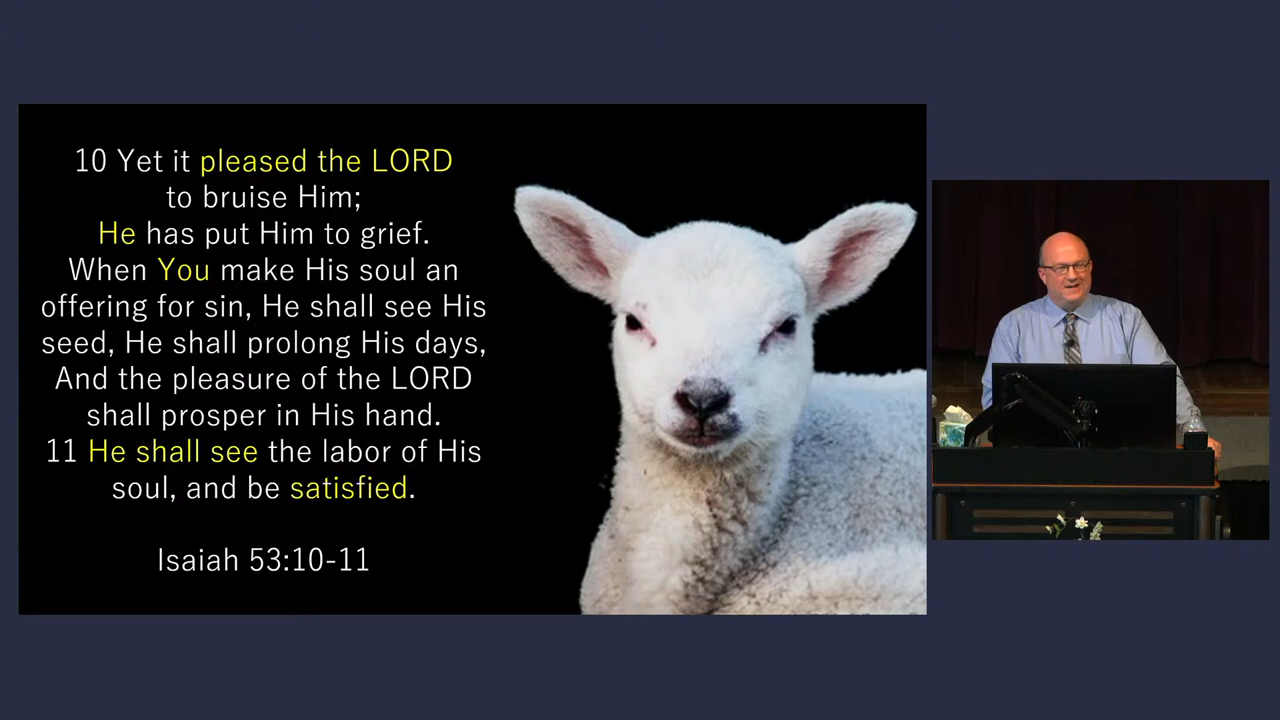 10 Yet it pleased the LORD
to bruise Him;
He has put Him to grief.
When You make His soul an
offering for sin, He shall see His
seed, He shall prolong His days,
And the pleasure of the LORD
shall prosper in His hand.
11 He shall see the labor of His
soul, and be satisfied.
Isaiah 53:10-11